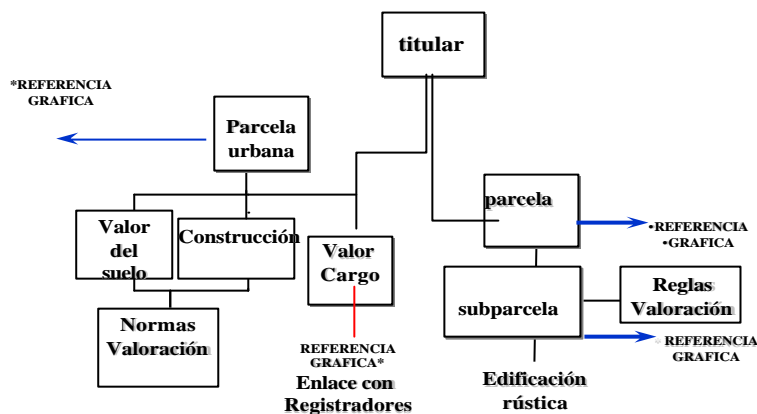 titular
*REFERENCIA
GRAFICA
Parcela
urbana
parcela
•REFERENCIA
•GRAFICA
Valor
del
suelo
Construcción
Valor
Cargo
subparcela
Reglas
Valoración
Normas
Valoración
REFERENCIA
GRAFICA*
Enlace con
Registradores
• REFERENCIA
GRAFICA
Edificación
rústica